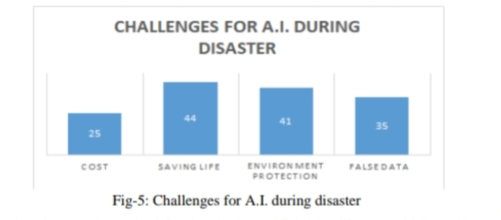 CHALLENGES FOR A.I. DURING
DISASTER
25
44
41
35
COST
SAVING LIFE
ENVIRONMENT
PROTECTION
FALSE DATA
Fig-5: Challenges for A.I. during disaster